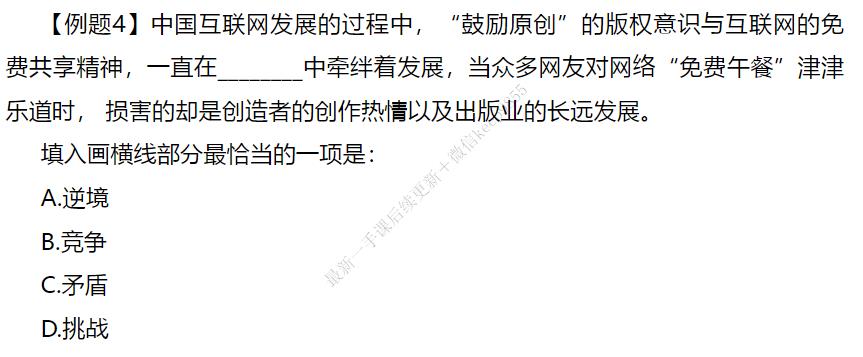 【例题4】中国互联网发展的过程中，“鼓励原创”的版权意识与互联网的免
费共享精神，一直在________中牵绊着发展，当众多网友对网络“免费午餐”津津
乐道时， 损害的却是创造者的创作热情以及出版业的长远发展。
填入画横线部分最恰当的一项是：
A.逆境
B.竞争
C.矛盾
D.挑战
最新一手课后续更新＋微信